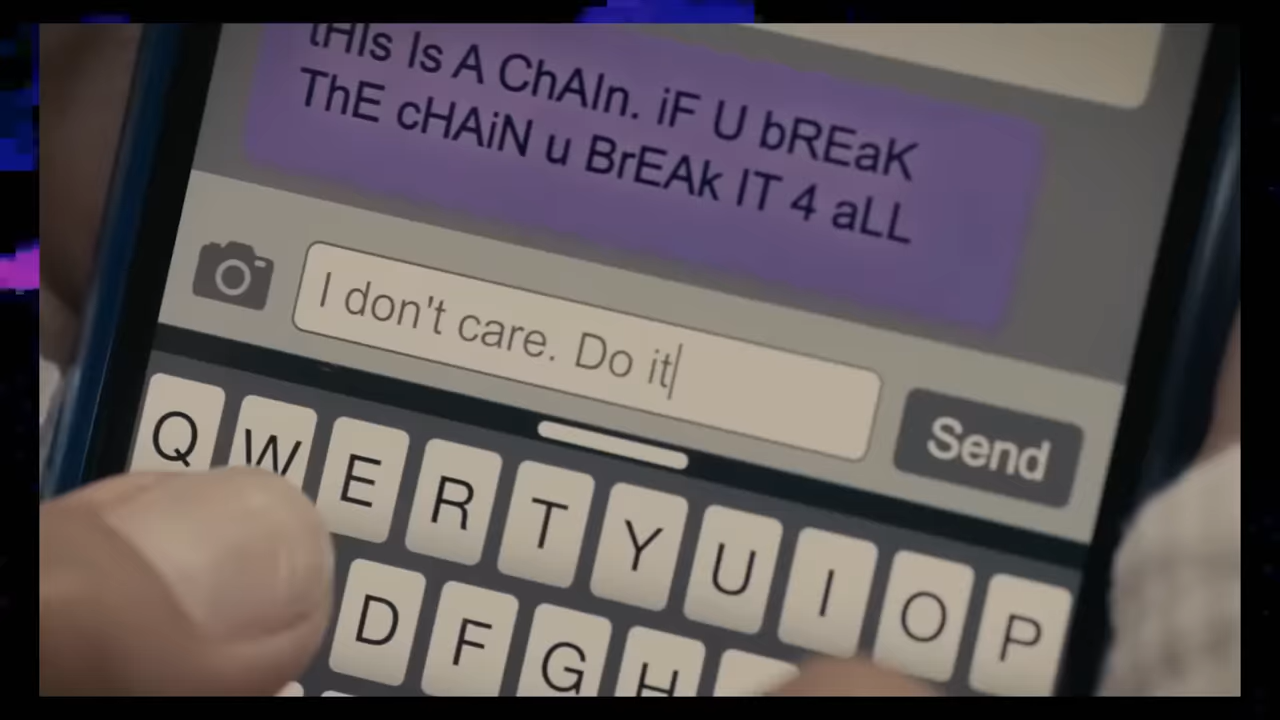 tHIs Is A ChAIn. iF U bREaK
ThE cHAiN u BrEAk IT 4 aLL
I don't care. Do it
Send
Q W E R T Y U I O P
D F G H